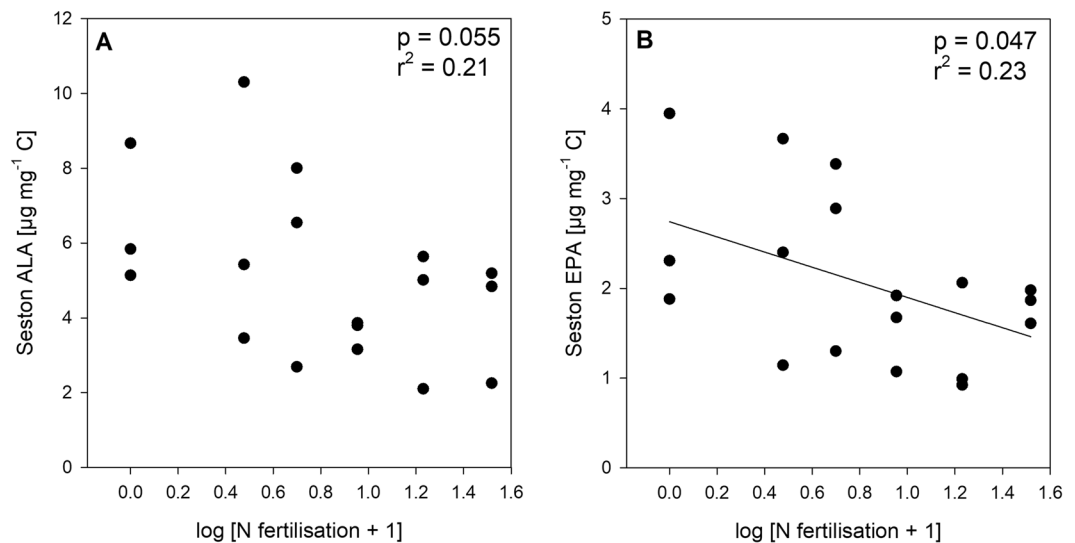 A
p = 0.055
r² = 0.21
12
10
8
6
4
2
0
Seston ALA [µg mg⁻¹ C]
0.0 0.2 0.4 0.6 0.8 1.0 1.2 1.4 1.6
log [N fertilisation + 1]
B
p = 0.047
r² = 0.23
5
4
3
2
1
0
Seston EPA [µg mg⁻¹ C]
0.0 0.2 0.4 0.6 0.8 1.0 1.2 1.4 1.6
log [N fertilisation + 1]